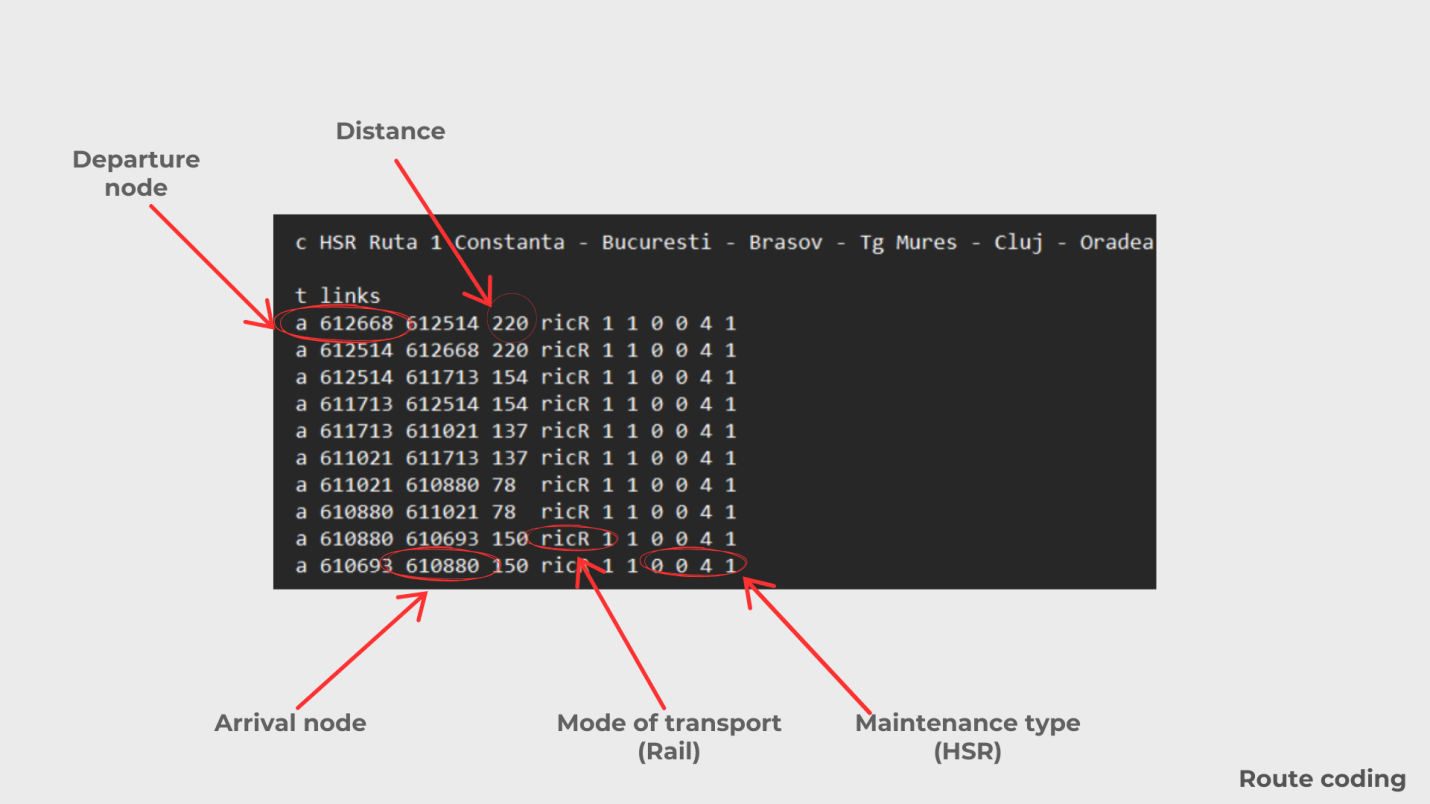 Distance
Departure
node
c HSR Ruta 1 Constanta - Bucuresti - Brasov - Tg Mures - Cluj - Oradea
t links
a 612668 612514 220 ricR 1 1 0 0 4 1
a 612514 612668 220 ricR 1 1 0 0 4 1
a 612514 611713 154 ricR 1 1 0 0 4 1
a 611713 612514 154 ricR 1 1 0 0 4 1
a 611713 611021 137 ricR 1 1 0 0 4 1
a 611021 611713 137 ricR 1 1 0 0 4 1
a 611021 610880 78  ricR 1 1 0 0 4 1
a 610880 611021 78  ricR 1 1 0 0 4 1
a 610880 610693 150 ricR 1 1 0 0 4 1
a 610693 610880 150 ricR 1 1 0 0 4 1
Arrival node
Mode of transport
(Rail)
Maintenance type
(HSR)
Route coding